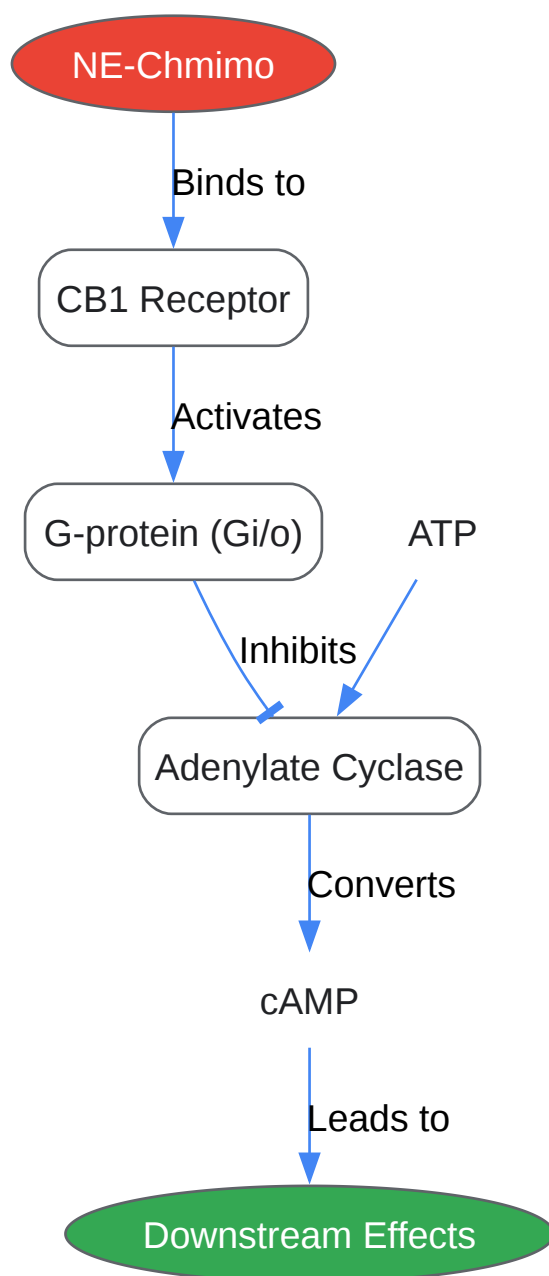 NE-Chmimo
Binds to
CB1 Receptor
Activates
G-protein (Gi/o)
ATP
Inhibits
Adenylate Cyclase
Converts
cAMP
Leads to
Downstream Effects